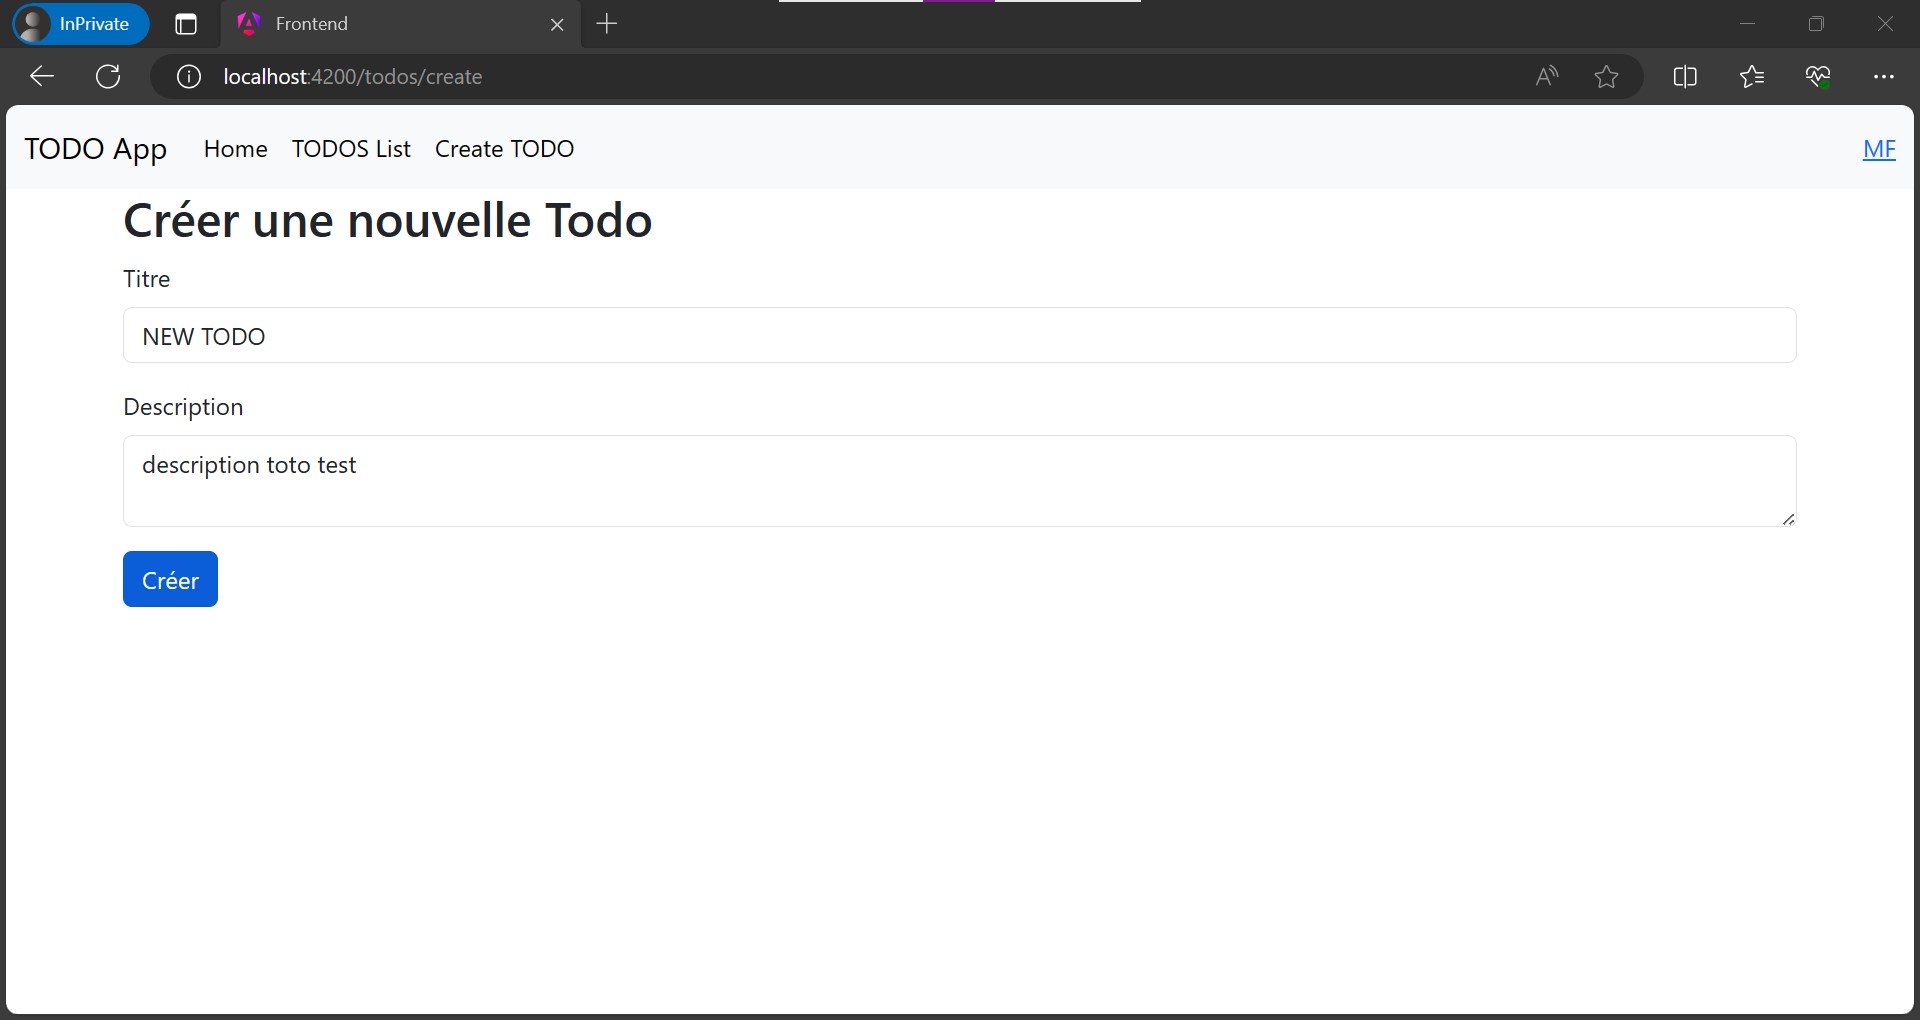 InPrivate
Frontend
localhost:4200/todos/create
TODO App Home TODOS List Create TODO MF
Créer une nouvelle Todo
Titre
NEW TODO
Description
description toto test
Créer